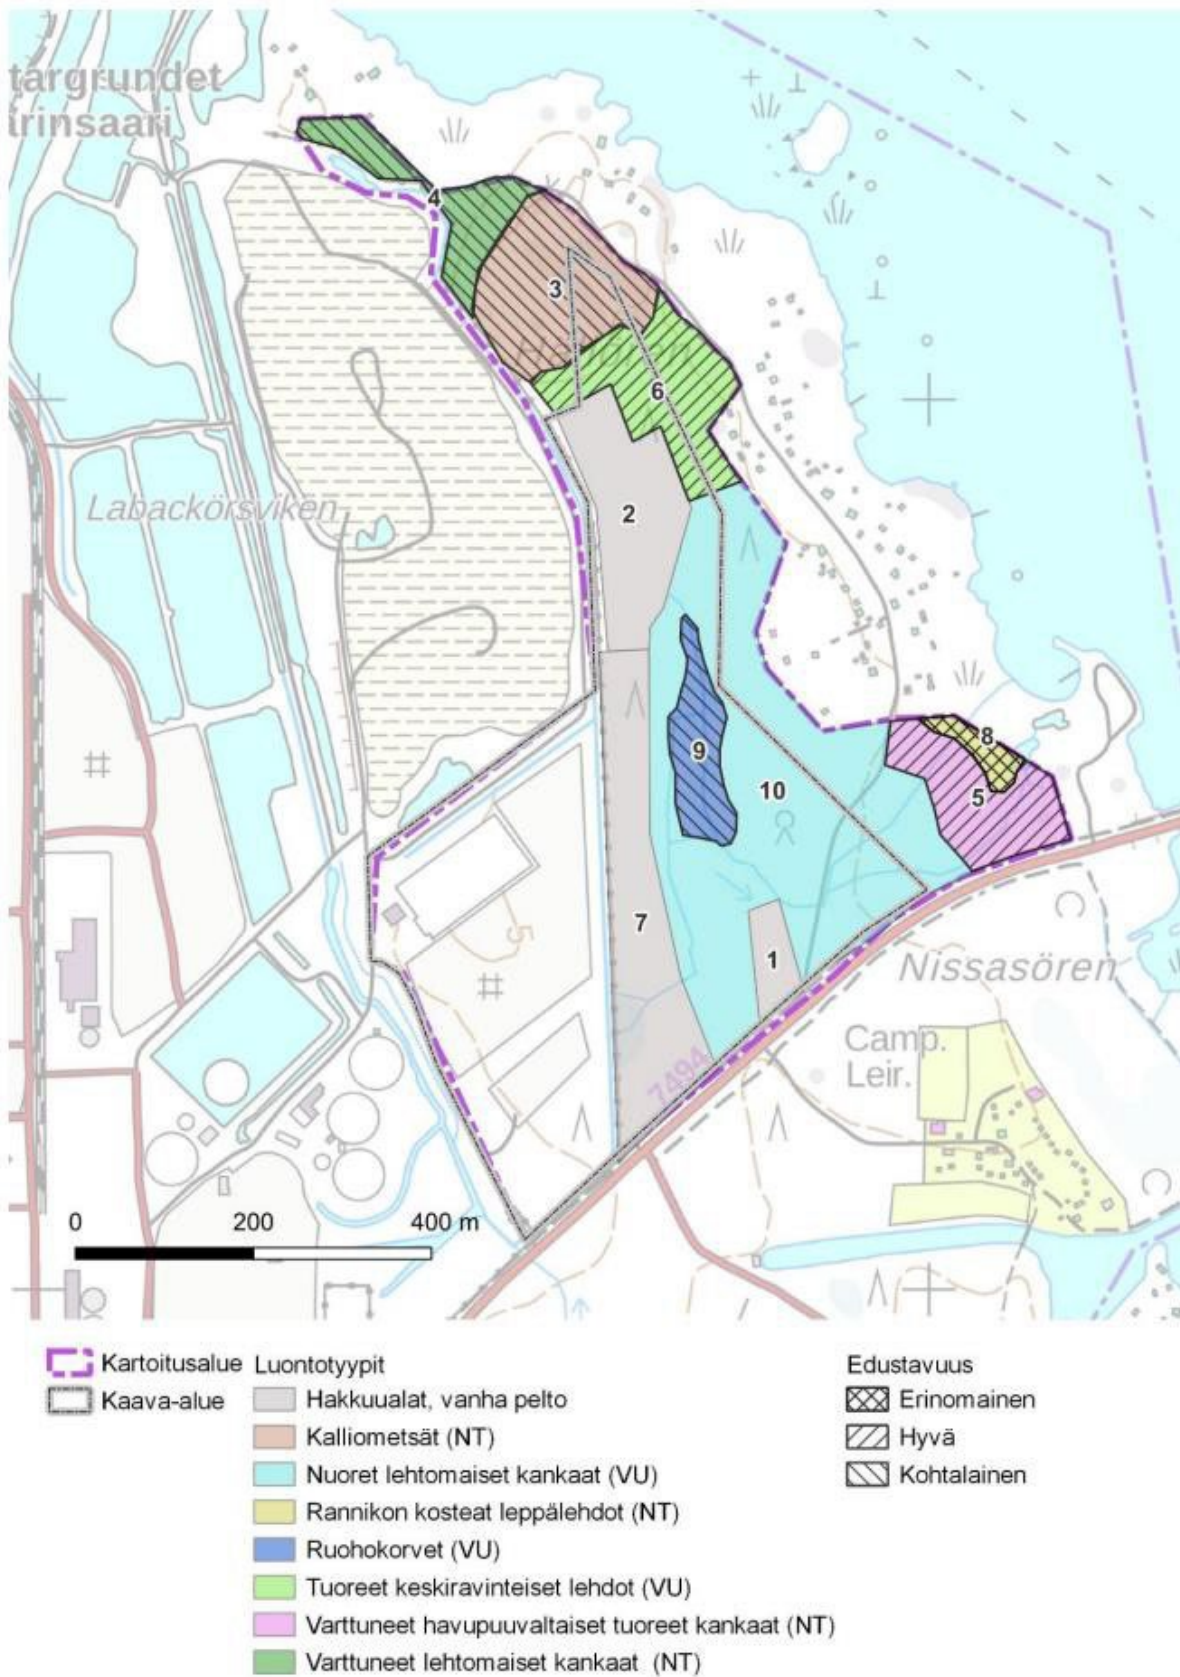 targrundet
ärinsaari
4
3
6
Labackörsviken
2
8
9
5
10
5
7
1
Nissasören
Camp.
Leir.
7494
0 200 400 m
Kartoitusalue
Kaava-alue
Luontotyypit
Hakkuualat, vanha pelto
Kalliometsät (NT)
Nuoret lehtomaiset kankaat (VU)
Rannikon kosteat leppälehdot (NT)
Ruohokorvet (VU)
Tuoreet keskiravinteiset lehdot (VU)
Varttuneet havupuuvaltaiset tuoreet kankaat (NT)
Varttuneet lehtomaiset kankaat (NT)
Edustavuus
Erinomainen
Hyvä
Kohtalainen